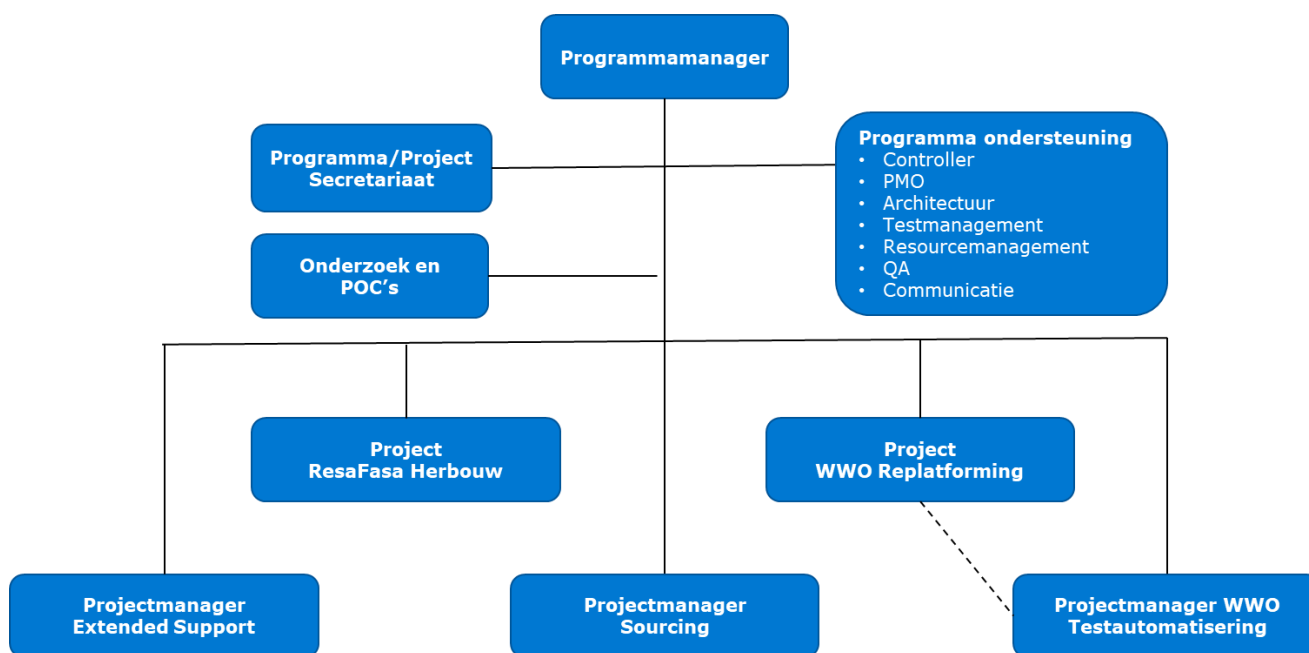 Programmamanager
Programma/Project
Secretariaat
Programma ondersteuning
• Controller
• PMO
• Architectuur
• Testmanagement
• Resourcemanagement
• QA
• Communicatie
Onderzoek en
POC’s
Project
ResaFasa Herbouw
Project
WWO Replatforming
Projectmanager
Extended Support
Projectmanager
Sourcing
Projectmanager WWO
Testautomatisering